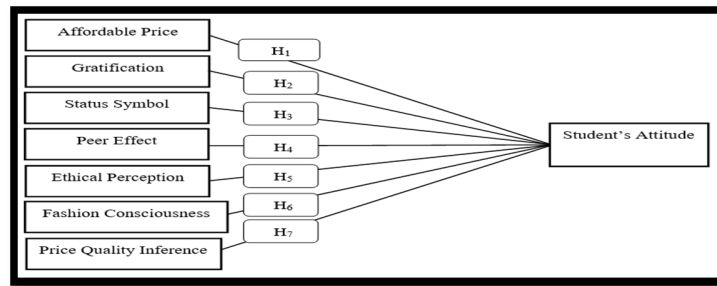 Affordable Price
H1
Gratification
H2
Status Symbol
H3
Peer Effect
H4
Student's Attitude
Ethical Perception
H5
Fashion Consciousness
H6
Price Quality Inference
H7